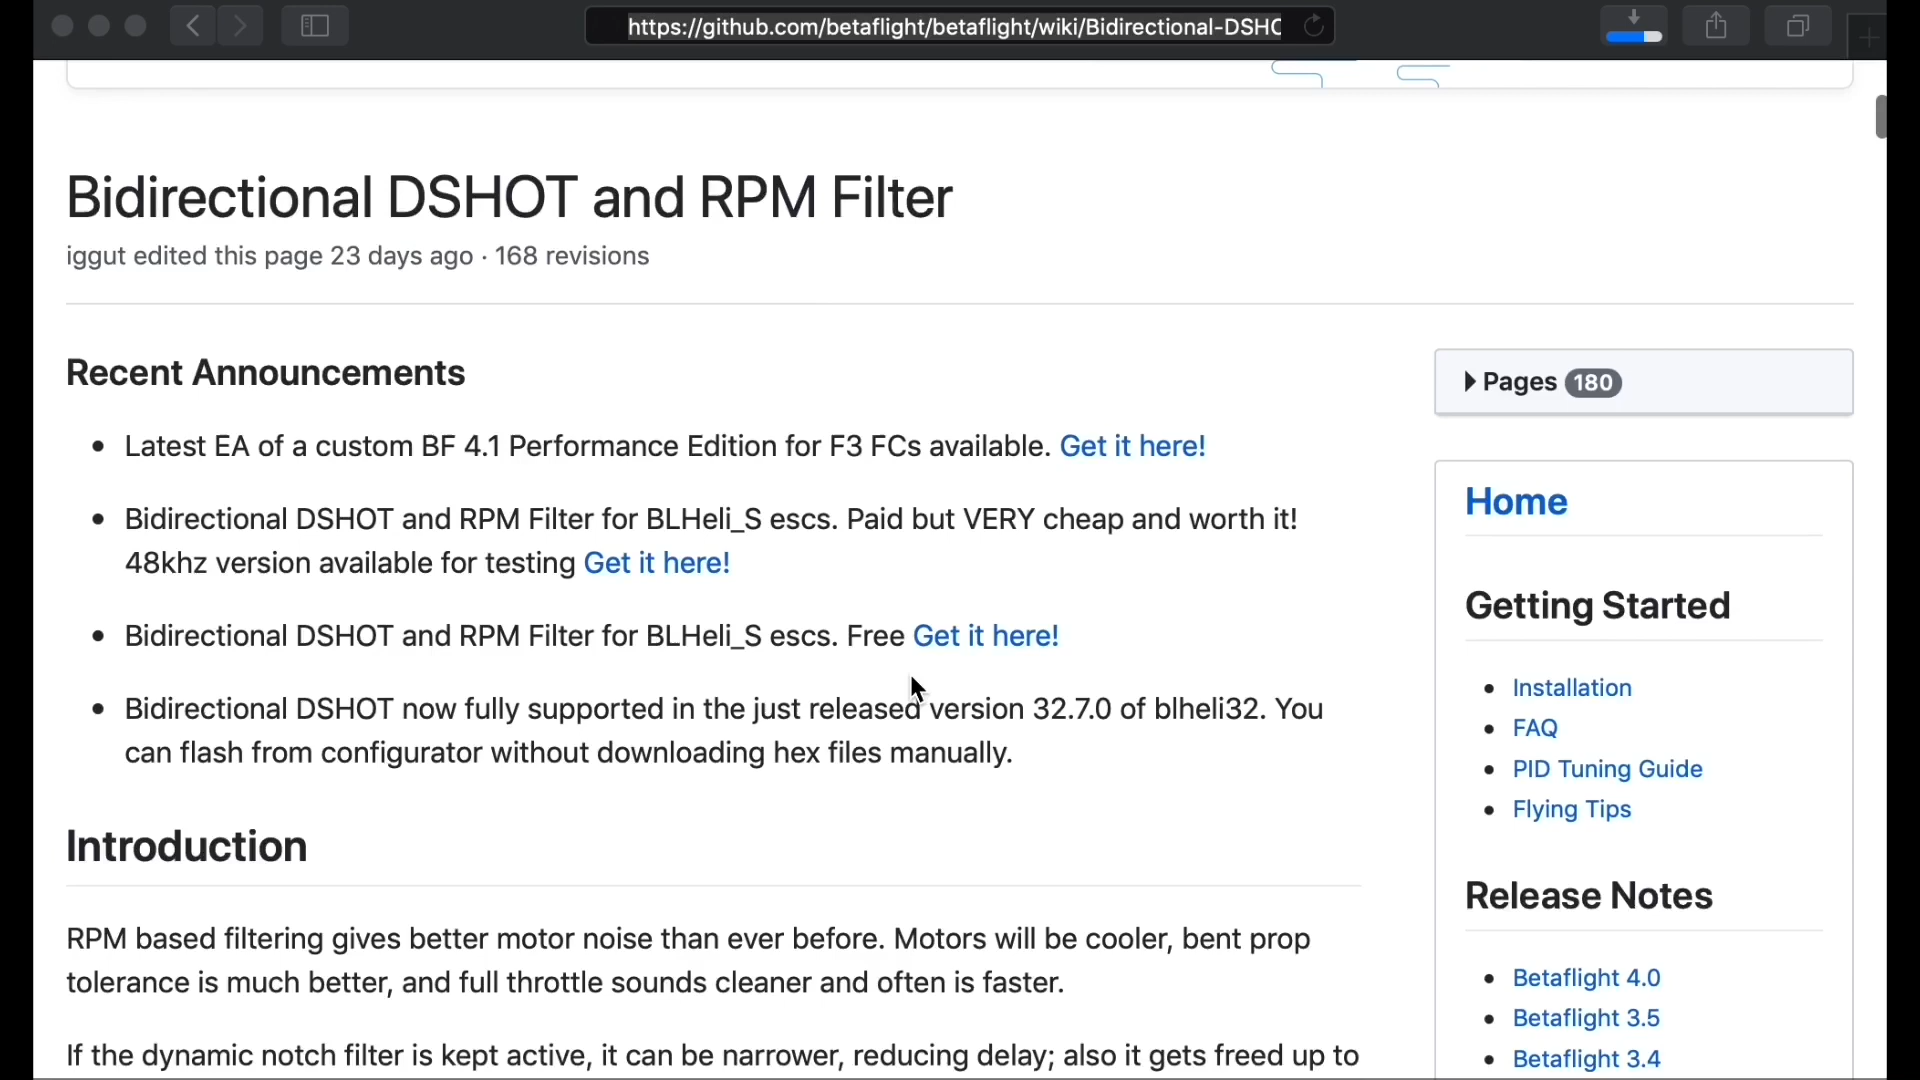 https://github.com/betaflight/betaflight/wiki/Bidirectional-DSHO
Bidirectional DSHOT and RPM Filter
iggut edited this page 23 days ago · 168 revisions
Recent Announcements
Latest EA of a custom BF 4.1 Performance Edition for F3 FCs available. Get it here!
Bidirectional DSHOT and RPM Filter for BLHeli_S escs. Paid but VERY cheap and worth it!
48khz version available for testing Get it here!
Bidirectional DSHOT and RPM Filter for BLHeli_S escs. Free Get it here!
Bidirectional DSHOT now fully supported in the just released version 32.7.0 of blheli32. You
can flash from configurator without downloading hex files manually.
Introduction
RPM based filtering gives better motor noise than ever before. Motors will be cooler, bent prop
tolerance is much better, and full throttle sounds cleaner and often is faster.
If the dynamic notch filter is kept active, it can be narrower, reducing delay; also it gets freed up to
Pages 180
Home
Getting Started
Installation
FAQ
PID Tuning Guide
Flying Tips
Release Notes
Betaflight 4.0
Betaflight 3.5
Betaflight 3.4